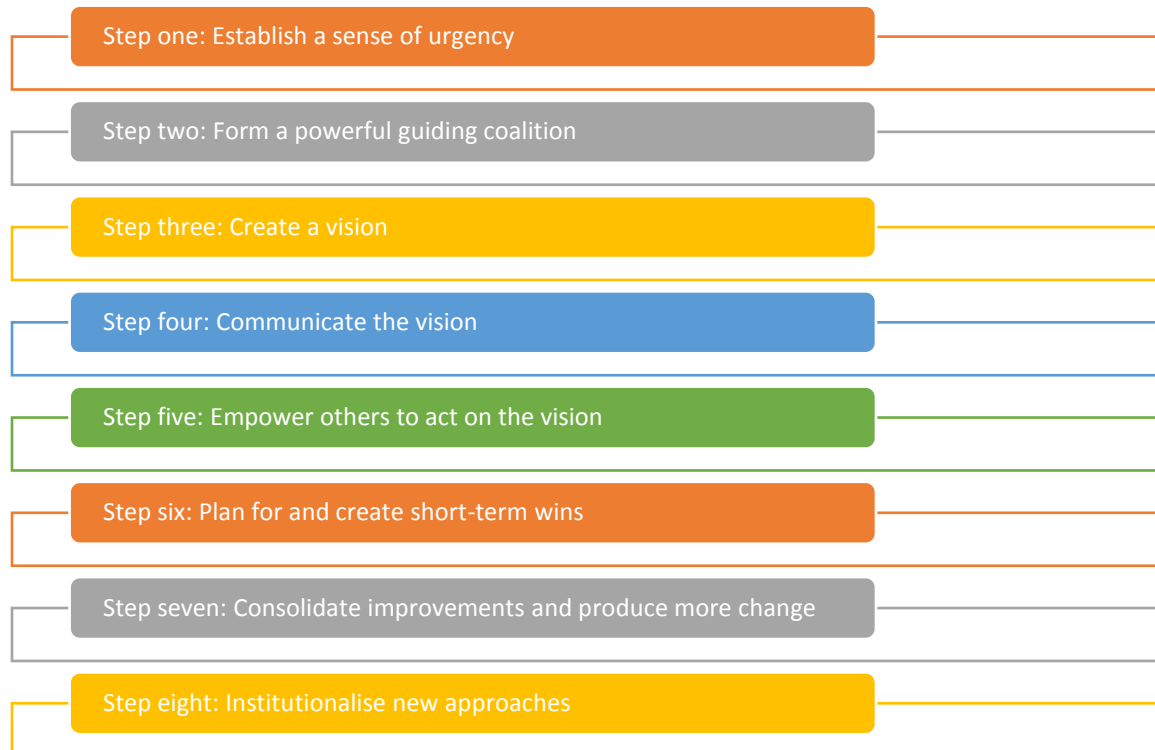 Step one: Establish a sense of urgency
Step two: Form a powerful guiding coalition
Step three: Create a vision
Step four: Communicate the vision
Step five: Empower others to act on the vision
Step six: Plan for and create short-term wins
Step seven: Consolidate improvements and produce more change
Step eight: Institutionalise new approaches